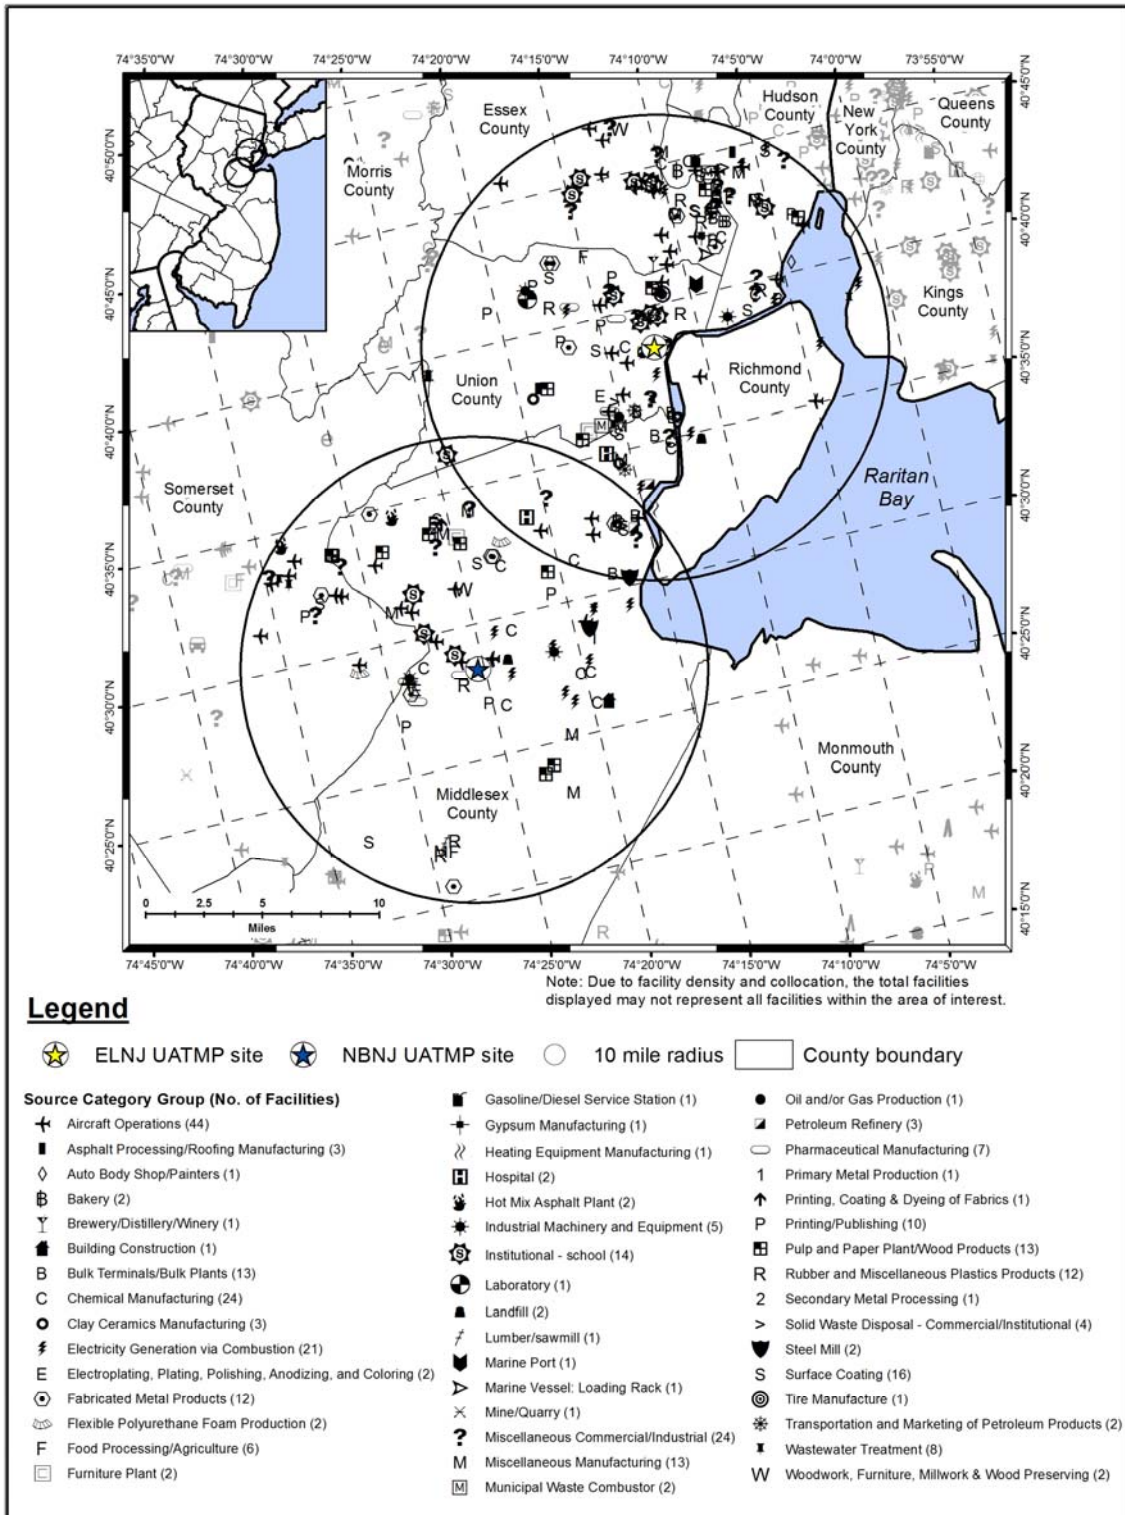 74°35'0"W 74°30'0"W 74°25'0"W 74°20'0"W 74°15'0"W 74°10'0"W 74°5'0"W 74°0'0"W 73°55'0"W
40°50'0"N
40°45'0"N
40°40'0"N
40°35'0"N
40°30'0"N
40°25'0"N
40°45'0"N
40°40'0"N
40°35'0"N
40°30'0"N
40°25'0"N
40°20'0"N
40°15'0"N
Essex
County
Hudson
County
New
York
County
Queens
County
Morris
County
Kings
County
Union
County
Richmond
County
Somerset
County
Raritan
Bay
Monmouth
County
Middlesex
County
0 2.5 5 10
Miles
74°45'0"W 74°40'0"W 74°35'0"W 74°30'0"W 74°25'0"W 74°20'0"W 74°15'0"W 74°10'0"W 74°5'0"W
Note: Due to facility density and collocation, the total facilities
displayed may not represent all facilities within the area of interest.
Legend
ELNJ UATMP site NBNJ UATMP site 10 mile radius County boundary
Source Category Group (No. of Facilities)
Aircraft Operations (44)
Asphalt Processing/Roofing Manufacturing (3)
Auto Body Shop/Painters (1)
Bakery (2)
Brewery/Distillery/Winery (1)
Building Construction (1)
B Bulk Terminals/Bulk Plants (13)
C Chemical Manufacturing (24)
Clay Ceramics Manufacturing (3)
Electricity Generation via Combustion (21)
E Electroplating, Plating, Polishing, Anodizing, and Coloring (2)
Fabricated Metal Products (12)
Flexible Polyurethane Foam Production (2)
F Food Processing/Agriculture (6)
Furniture Plant (2)
Gasoline/Diesel Service Station (1)
Gypsum Manufacturing (1)
Heating Equipment Manufacturing (1)
H Hospital (2)
Hot Mix Asphalt Plant (2)
Industrial Machinery and Equipment (5)
S Institutional - school (14)
Laboratory (1)
Landfill (2)
Lumber/sawmill (1)
Marine Port (1)
Marine Vessel: Loading Rack (1)
Mine/Quarry (1)
? Miscellaneous Commercial/Industrial (24)
M Miscellaneous Manufacturing (13)
M Municipal Waste Combustor (2)
Oil and/or Gas Production (1)
Petroleum Refinery (3)
Pharmaceutical Manufacturing (7)
1 Primary Metal Production (1)
Printing, Coating & Dyeing of Fabrics (1)
P Printing/Publishing (10)
Pulp and Paper Plant/Wood Products (13)
R Rubber and Miscellaneous Plastics Products (12)
2 Secondary Metal Processing (1)
> Solid Waste Disposal - Commercial/Institutional (4)
Steel Mill (2)
S Surface Coating (16)
Tire Manufacture (1)
Transportation and Marketing of Petroleum Products (2)
Wastewater Treatment (8)
W Woodwork, Furniture, Millwork & Wood Preserving (2)